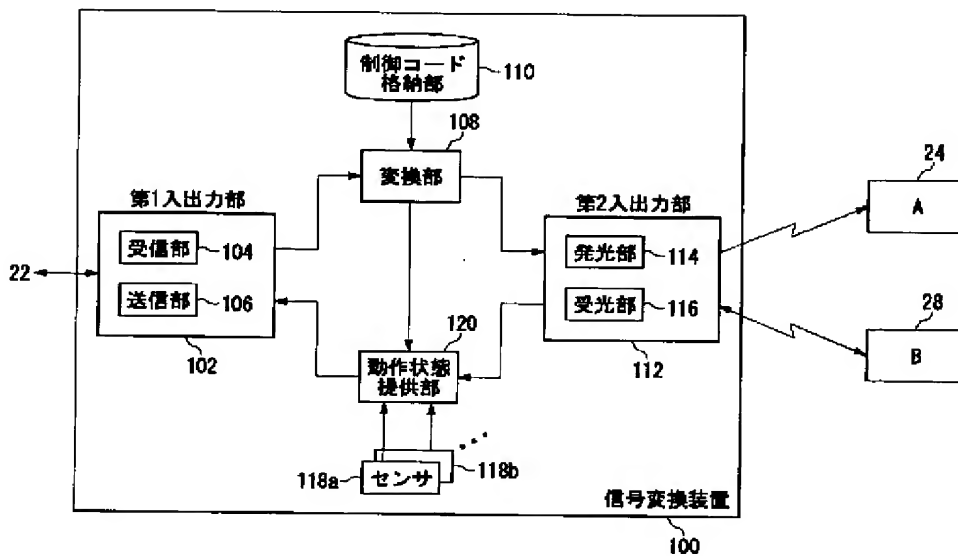 制御コード
格納部
110
108
変換部
24
A
第1入出力部
第2入出力部
受信部
104
発光部
114
22
送信部
106
受光部
116
28
B
120
102
動作状態
提供部
112
118a
センサ
118b
信号変換装置
100